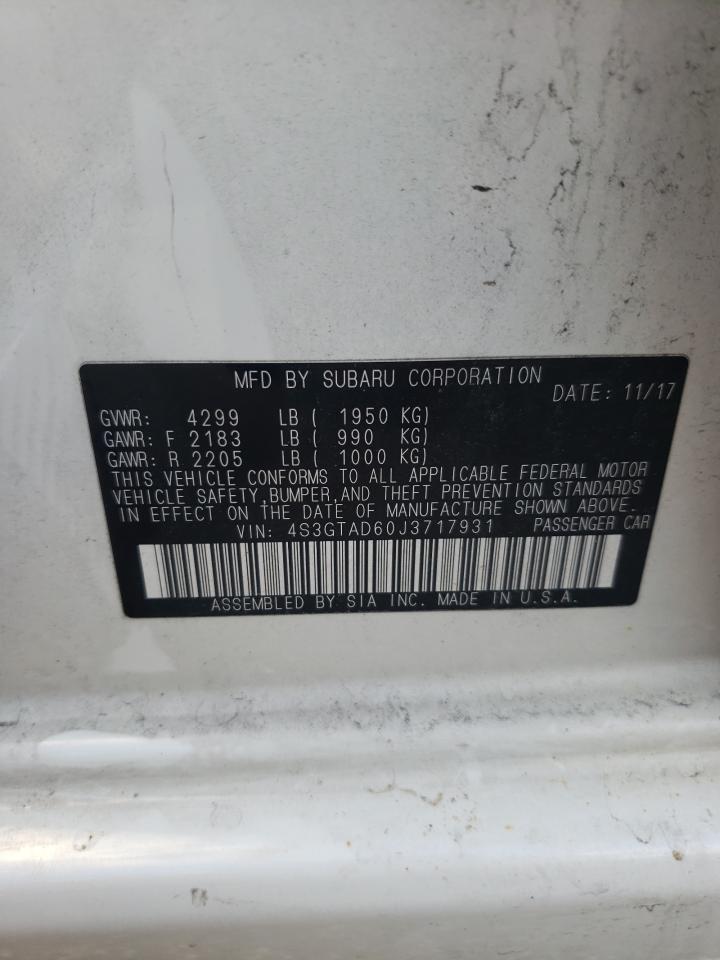 MFD BY SUBARU CORPORATION
DATE: 11/17
GVWR: 4299 LB ( 1950 KG)
GAWR: F 2183 LB ( 990 KG)
GAWR: R 2205 LB ( 1000 KG)
THIS VEHICLE CONFORMS TO ALL APPLICABLE FEDERAL MOTOR
VEHICLE SAFETY,BUMPER,AND THEFT PREVENTION STANDARDS
IN EFFECT ON THE DATE OF MANUFACTURE SHOWN ABOVE.
VIN: 4S3GTAD60J3717931 PASSENGER CAR
ASSEMBLED BY SIA INC. MADE IN U.S.A.